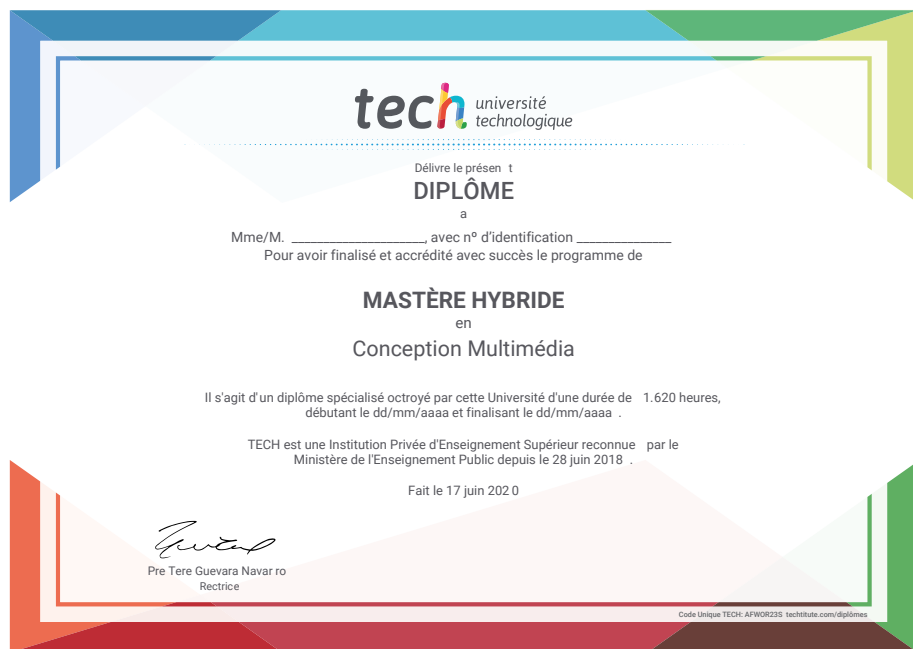 tech université
technologique
Délivre le présen t
DIPLÔME
a
Mme/M. _____________________, avec nº d'identification _______________
Pour avoir finalisé et accrédité avec succès le programme de
MASTÈRE HYBRIDE
en
Conception Multimédia
Il s'agit d'un diplôme spécialisé octroyé par cette Université d'une durée de 1.620 heures,
débutant le dd/mm/aaaa et finalisant le dd/mm/aaaa .
TECH est une Institution Privée d'Enseignement Supérieur reconnue par le
Ministère de l'Enseignement Public depuis le 28 juin 2018 .
Fait le 17 juin 202 0
Pre Tere Guevara Navar ro
Rectrice
Code Unique TECH: AFWOR23S techtitute.com/diplômes